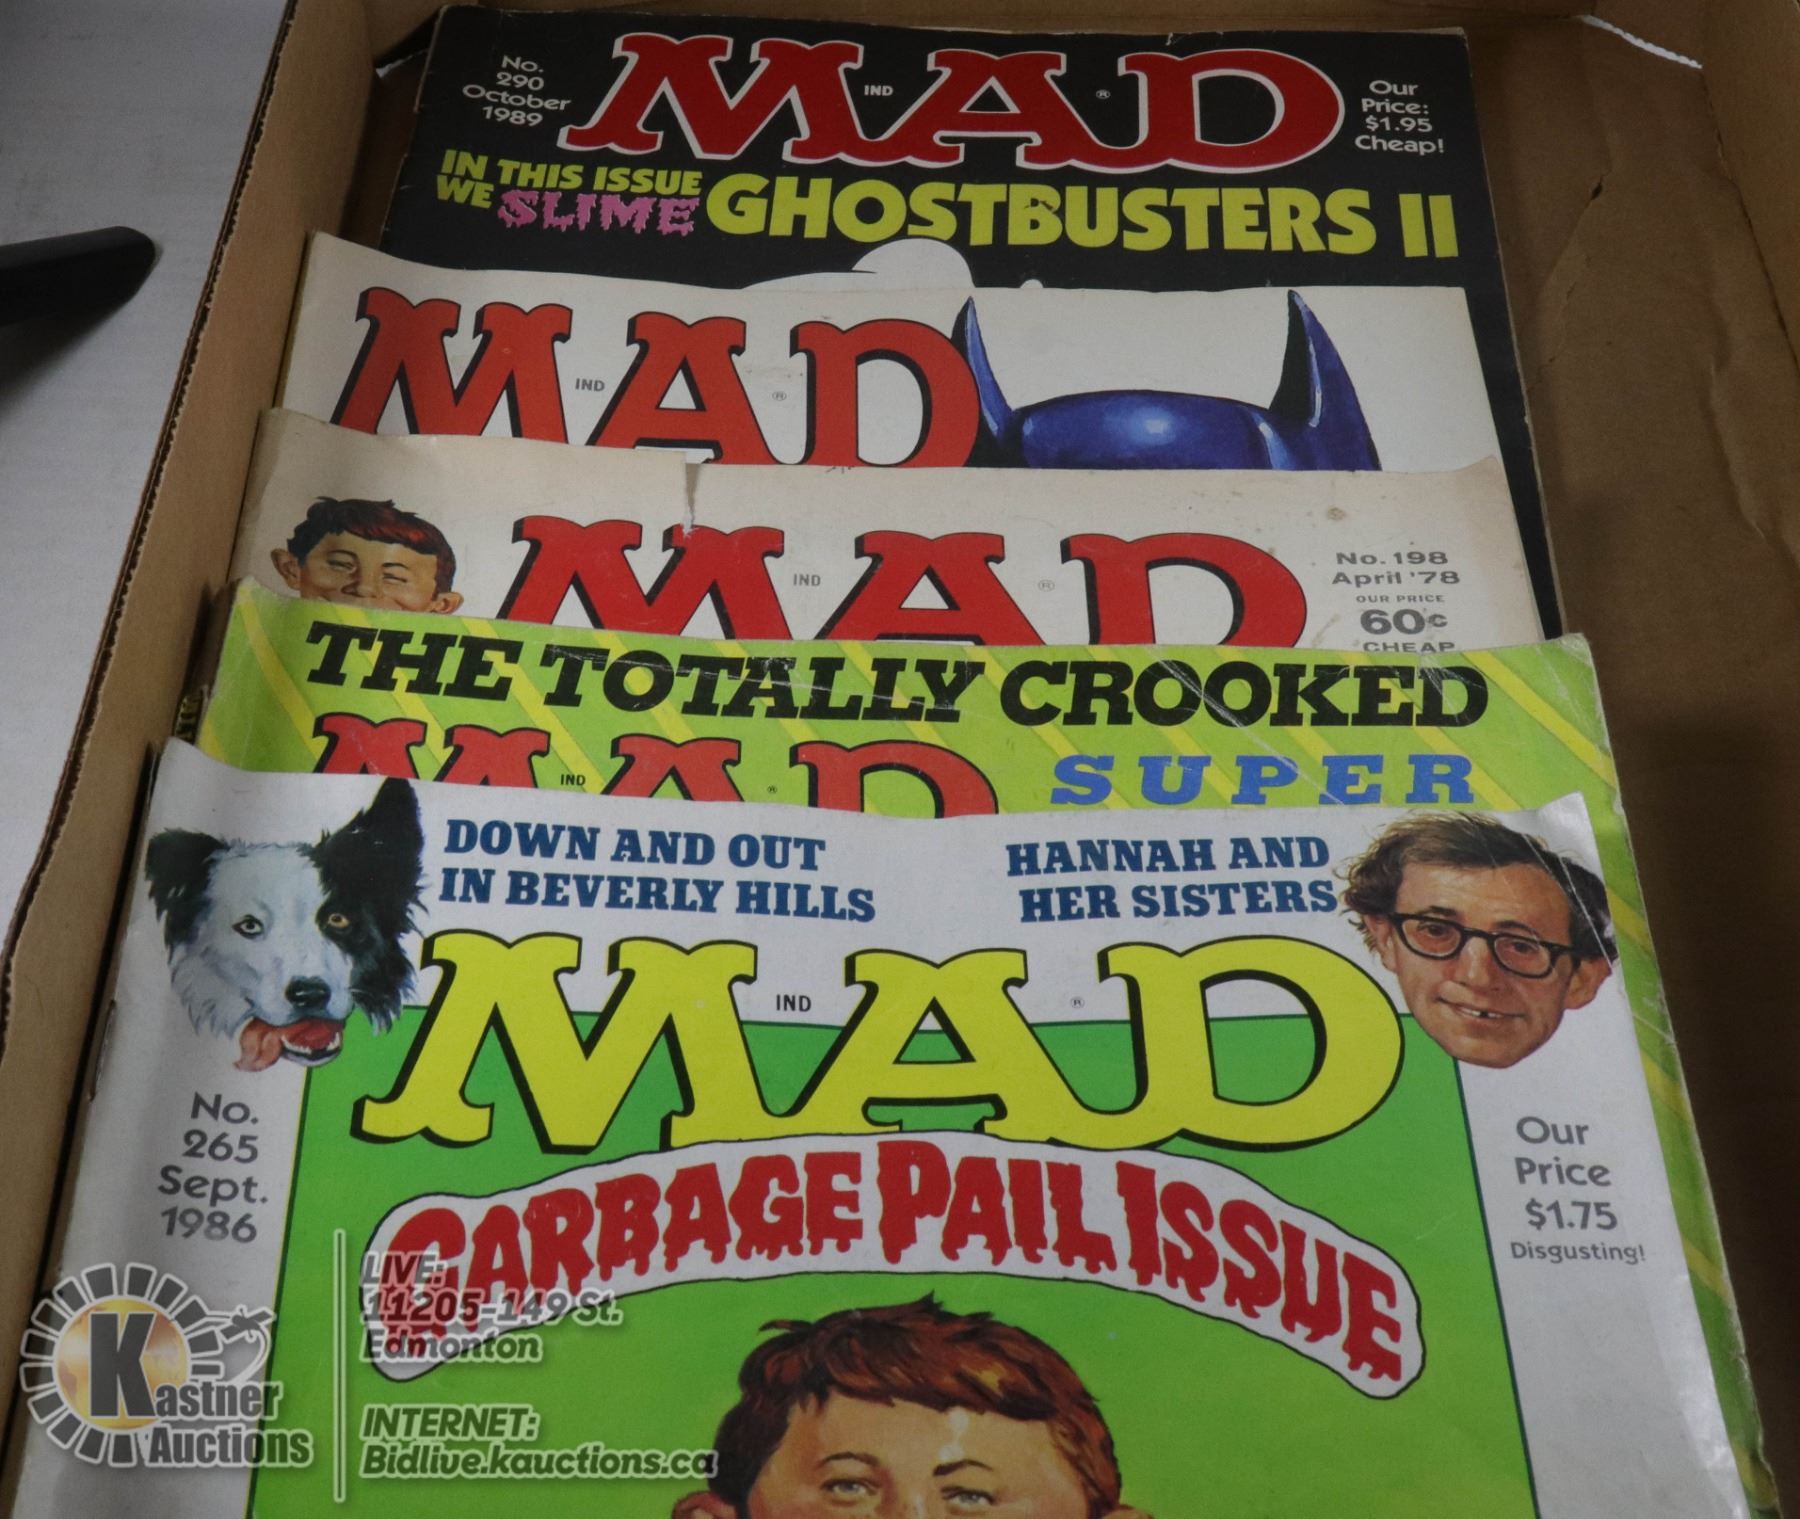 No.
290
October
1989
MAD
IND
®
Our
Price:
$1.95
Cheap!
IN THIS ISSUE
WE SLIME GHOSTBUSTERS II
MAD
IND
®
MAD
IND
®
No. 198
April '78
OUR PRICE
60¢
CHEAP
THE TOTALLY CROOKED
MAD
IND
®
SUPER
DOWN AND OUT
IN BEVERLY HILLS
HANNAH AND
HER SISTERS
MAD
IND
®
No.
265
Sept.
1986
Our
Price
$1.75
Disgusting!
GARBAGE PAIL ISSUE
Kastner
Auctions
LIVE:
11205-149 St.
Edmonton
INTERNET:
Bidlive.kauctions.ca